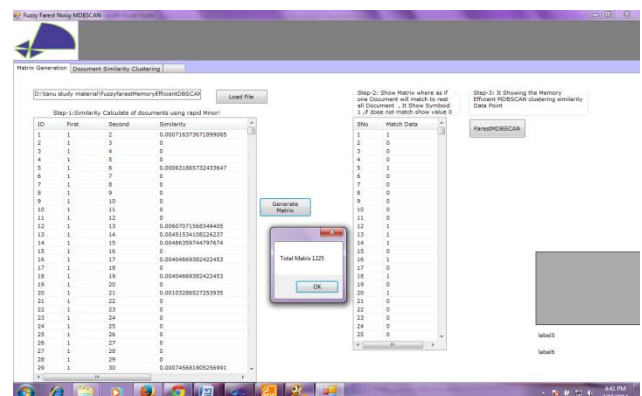 Fuzzy Farest Noisy MDBSCAN
Matrix Generation Document Similarity Clustering
D:\tanu study material\FuzzyfarestMemoryEfficientDBSCAN
Load File
Step-1:Similarity Calculate of documents using rapid Minor!
ID First Second Similarity
1 1 2 0.000716373671899065
2 1 3 0
3 1 4 0
4 1 5 0
5 1 6 0.000631865732433647
6 1 7 0
7 1 8 0
8 1 9 0
9 1 10 0
10 1 11 0
11 1 12 0
12 1 13 0.00607071568349405
13 1 14 0.00451534108226237
14 1 15 0.00486359744797674
15 1 16 0
16 1 17 0.00404669382422453
17 1 18 0
18 1 19 0.00404669382422453
19 1 20 0
20 1 21 0.00103286527253935
21 1 22 0
22 1 23 0
23 1 24 0
24 1 25 0
25 1 26 0
26 1 27 0
27 1 28 0
28 1 29 0
29 1 30 0.000745681805256991
Generate
Matrix
Total Matrix 1225
OK
Step-2: Show Matrix where as if
one Document will match to rest
all Document , It Show Symbold
1 ,if dose not match show value 0
SNo Match Data
1 1
2 0
3 0
4 0
5 1
6 0
7 0
8 0
9 0
10 0
11 0
12 1
13 1
14 1
15 0
16 1
17 0
18 1
19 0
20 1
21 0
22 0
23 0
24 0
25 0
Step-3: It Showing the Memory
Efficient MDBSCAN clustering similarity
Data Point
FarestMDBSCAN
label5
label6
4:41 PM